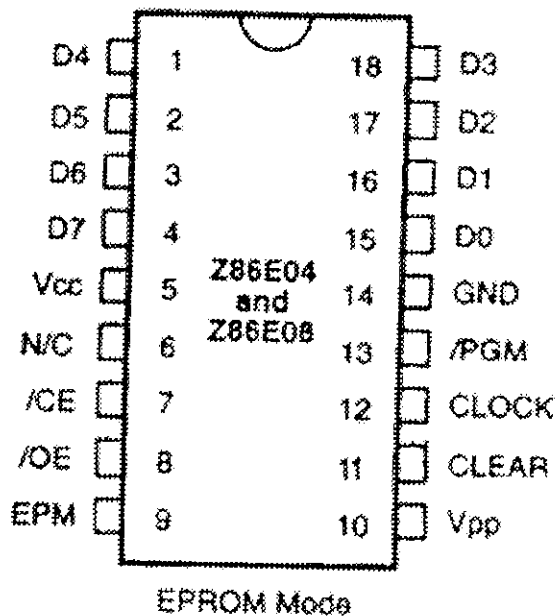 D4 1 18 D3
D5 2 17 D2
D6 3 16 D1
D7 4 15 D0
Vcc 5 Z86E04 14 GND
and
N/C 6 Z86E08 13 /PGM
/CE 7 12 CLOCK
/OE 8 11 CLEAR
EPM 9 10 Vpp
EPROM Mode